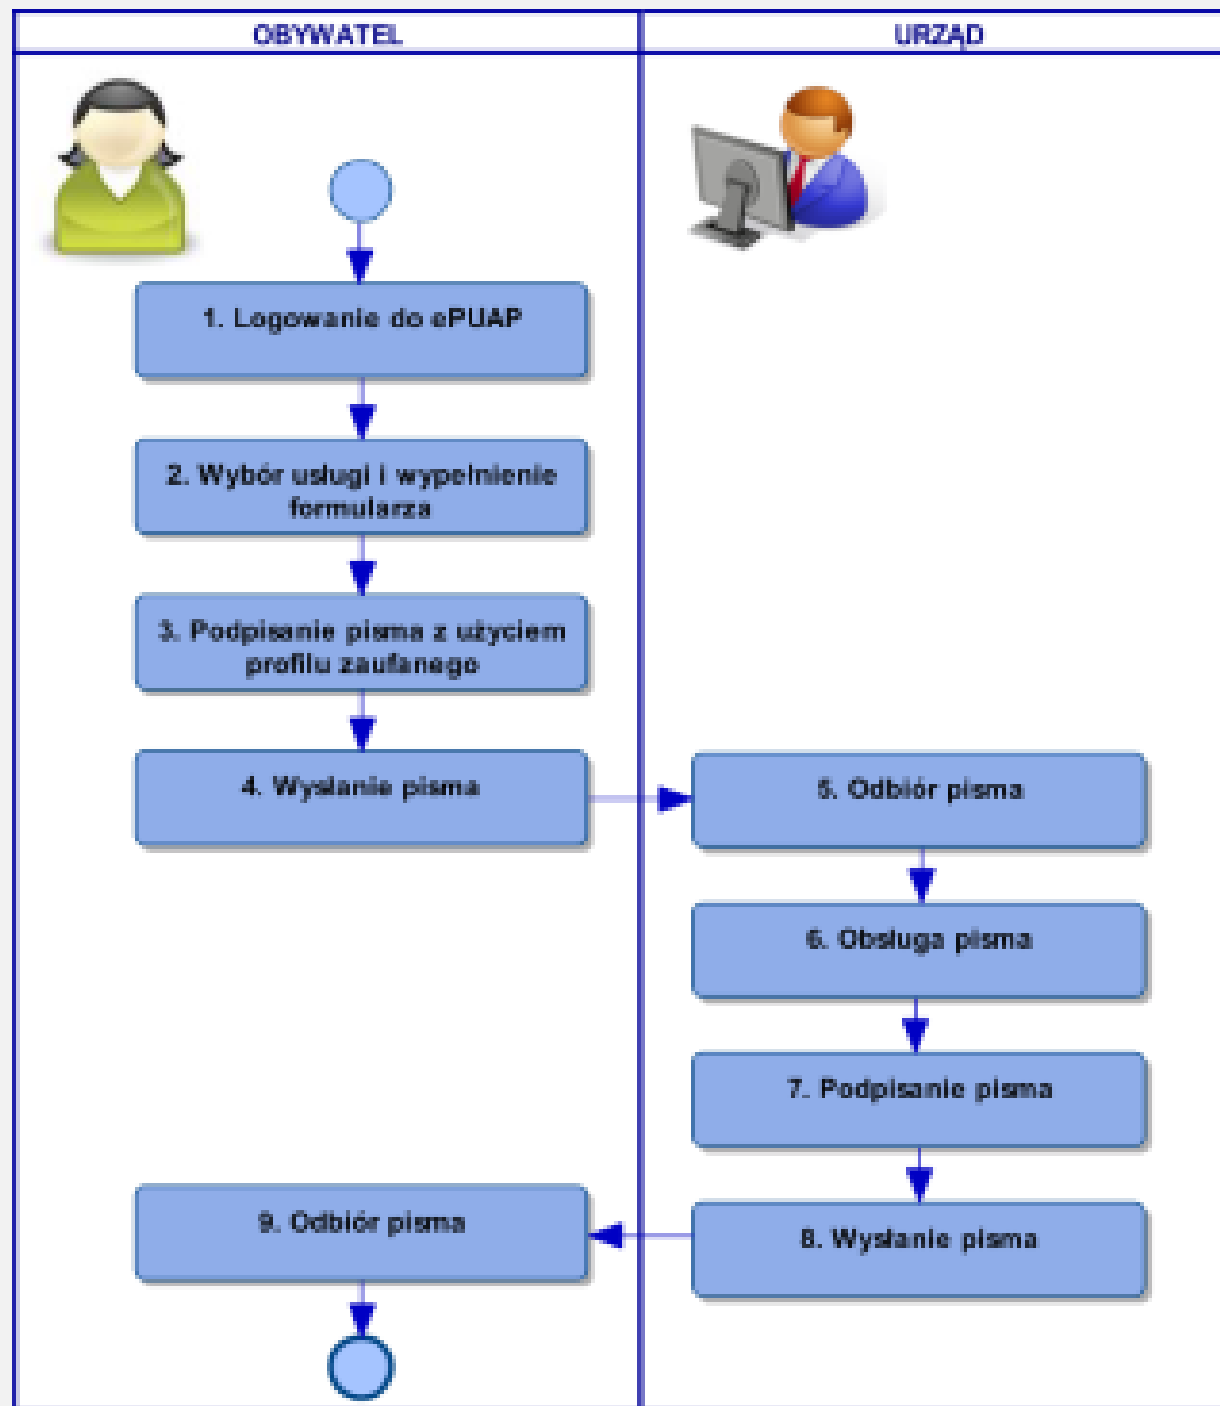 OBYWATEL
URZĄD
1. Logowanie do ePUAP
2. Wybór usługi i wypełnienie
formularza
3. Podpisanie pisma z użyciem
profilu zaufanego
4. Wysłanie pisma
5. Odbiór pisma
6. Obsługa pisma
7. Podpisanie pisma
8. Wysłanie pisma
9. Odbiór pisma